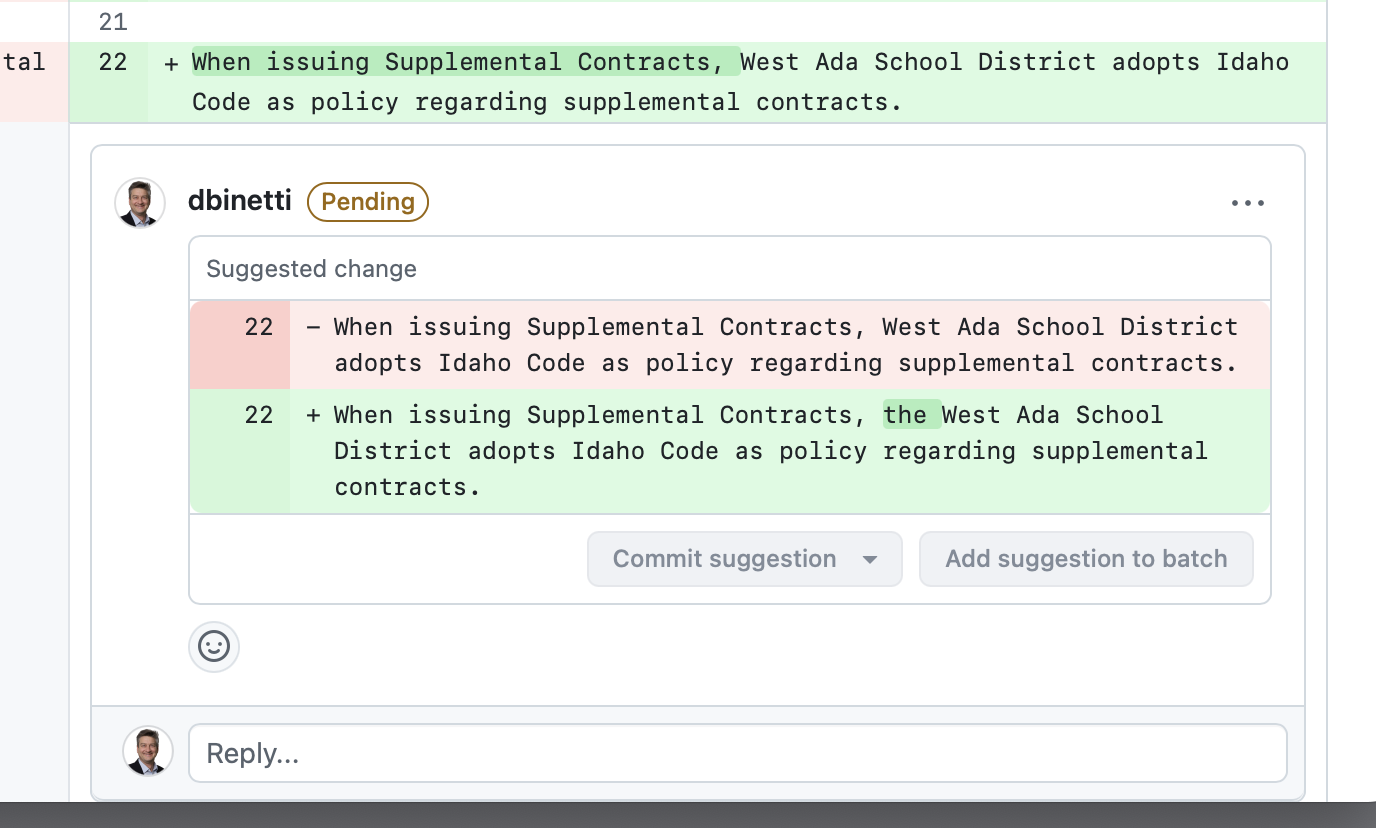 21
tal 22 + When issuing Supplemental Contracts, West Ada School District adopts Idaho
Code as policy regarding supplemental contracts.
dbinetti Pending
Suggested change
22 - When issuing Supplemental Contracts, West Ada School District
adopts Idaho Code as policy regarding supplemental contracts.
22 + When issuing Supplemental Contracts, the West Ada School
District adopts Idaho Code as policy regarding supplemental
contracts.
Commit suggestion Add suggestion to batch
Reply...